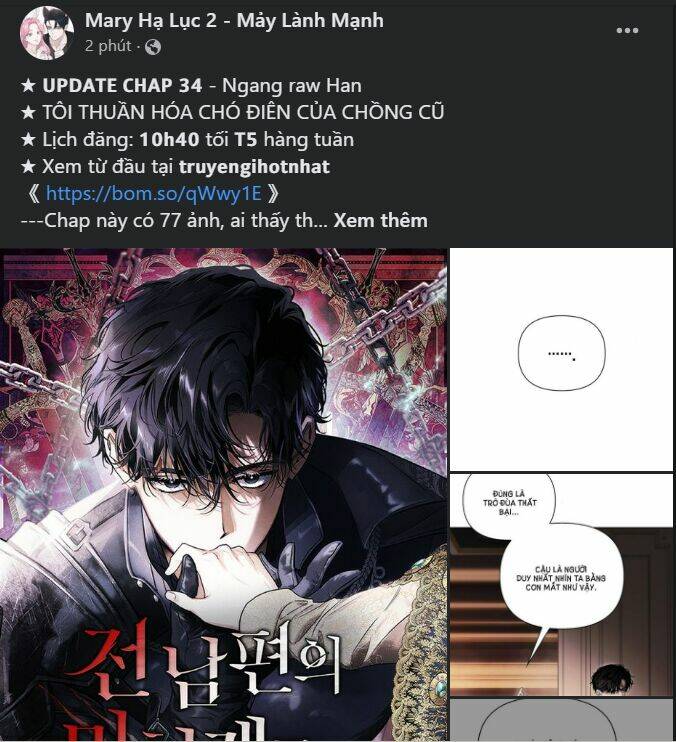 Mary Hạ Lục 2 - Mảy Lành Mạnh
2 phút ·
★ UPDATE CHAP 34 - Ngang raw Han
★ TÔI THUẦN HÓA CHÓ ĐIÊN CỦA CHỒNG CŨ
★ Lịch đăng: 10h40 tối T5 hàng tuần
★ Xem từ đầu tại truyengihotnhat
《 https://bom.so/qWwy1E 》
---Chap này có 77 ảnh, ai thấy th... Xem thêm
.......
ĐÚNG LÀ
TRÒ ĐÙA THẤT
BẠI...
CẬU LÀ NGƯỜI
DUY NHẤT NHÌN TA BẰNG
CON MẮT NHƯ VẬY.
전남편의